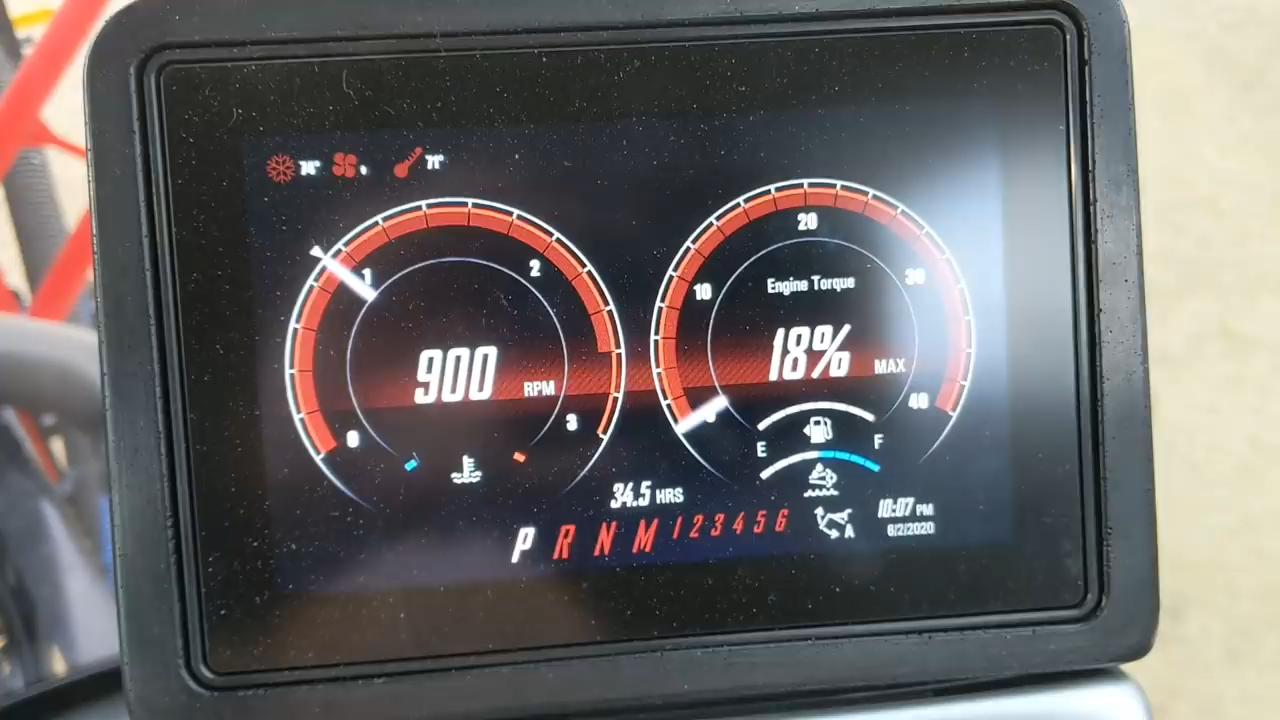 74° 71°
1 2
0 3
900 RPM
10 20 30 40
Engine Torque
18% MAX
E F
34.5 HRS
P R N M 1 2 3 4 5 6
A
10:07 PM
6/2/2020